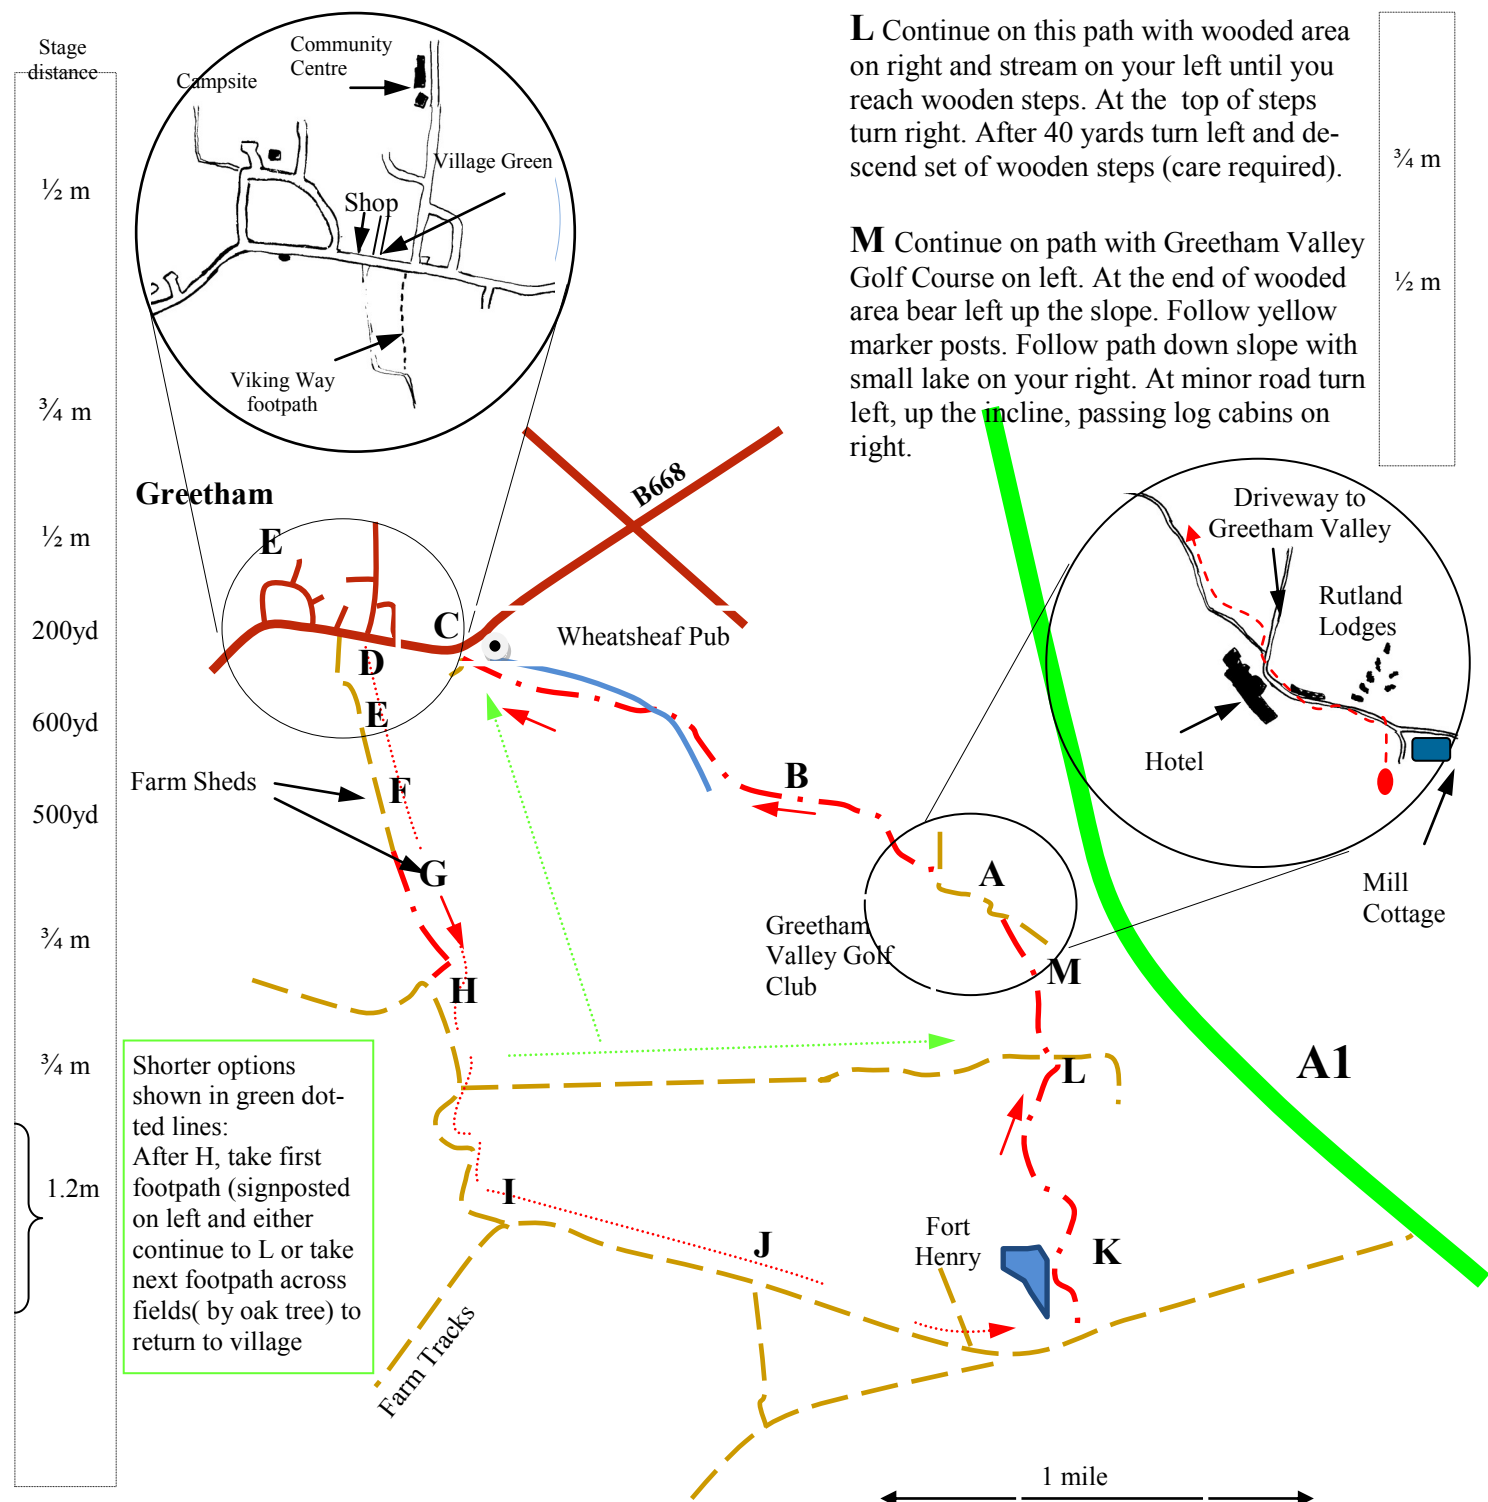 Stage
distance
½ m
¾ m
½ m
200yd
600yd
500yd
¾ m
¾ m
1.2m
Campsite
Community
Centre
Village Green
Shop
Viking Way
footpath
L Continue on this path with wooded area
on right and stream on your left until you
reach wooden steps. At the top of steps
turn right. After 40 yards turn left and de-
scend set of wooden steps (care required).
M Continue on path with Greetham Valley
Golf Course on left. At the end of wooded
area bear left up the slope. Follow yellow
marker posts. Follow path down slope with
small lake on your right. At minor road turn
left, up the incline, passing log cabins on
right.
¾ m
½ m
Greetham
B668
E
C
D
E
F
G
H
I
J
K
L
M
A
B
Wheatsheaf Pub
Farm Sheds
Driveway to
Greetham Valley
Rutland
Lodges
Hotel
Mill
Cottage
Greetham
Valley Golf
Club
A1
Fort
Henry
Farm Tracks
Shorter options
shown in green dot-
ted lines:
After H, take first
footpath (signposted
on left and either
continue to L or take
next footpath across
fields( by oak tree) to
return to village
1 mile